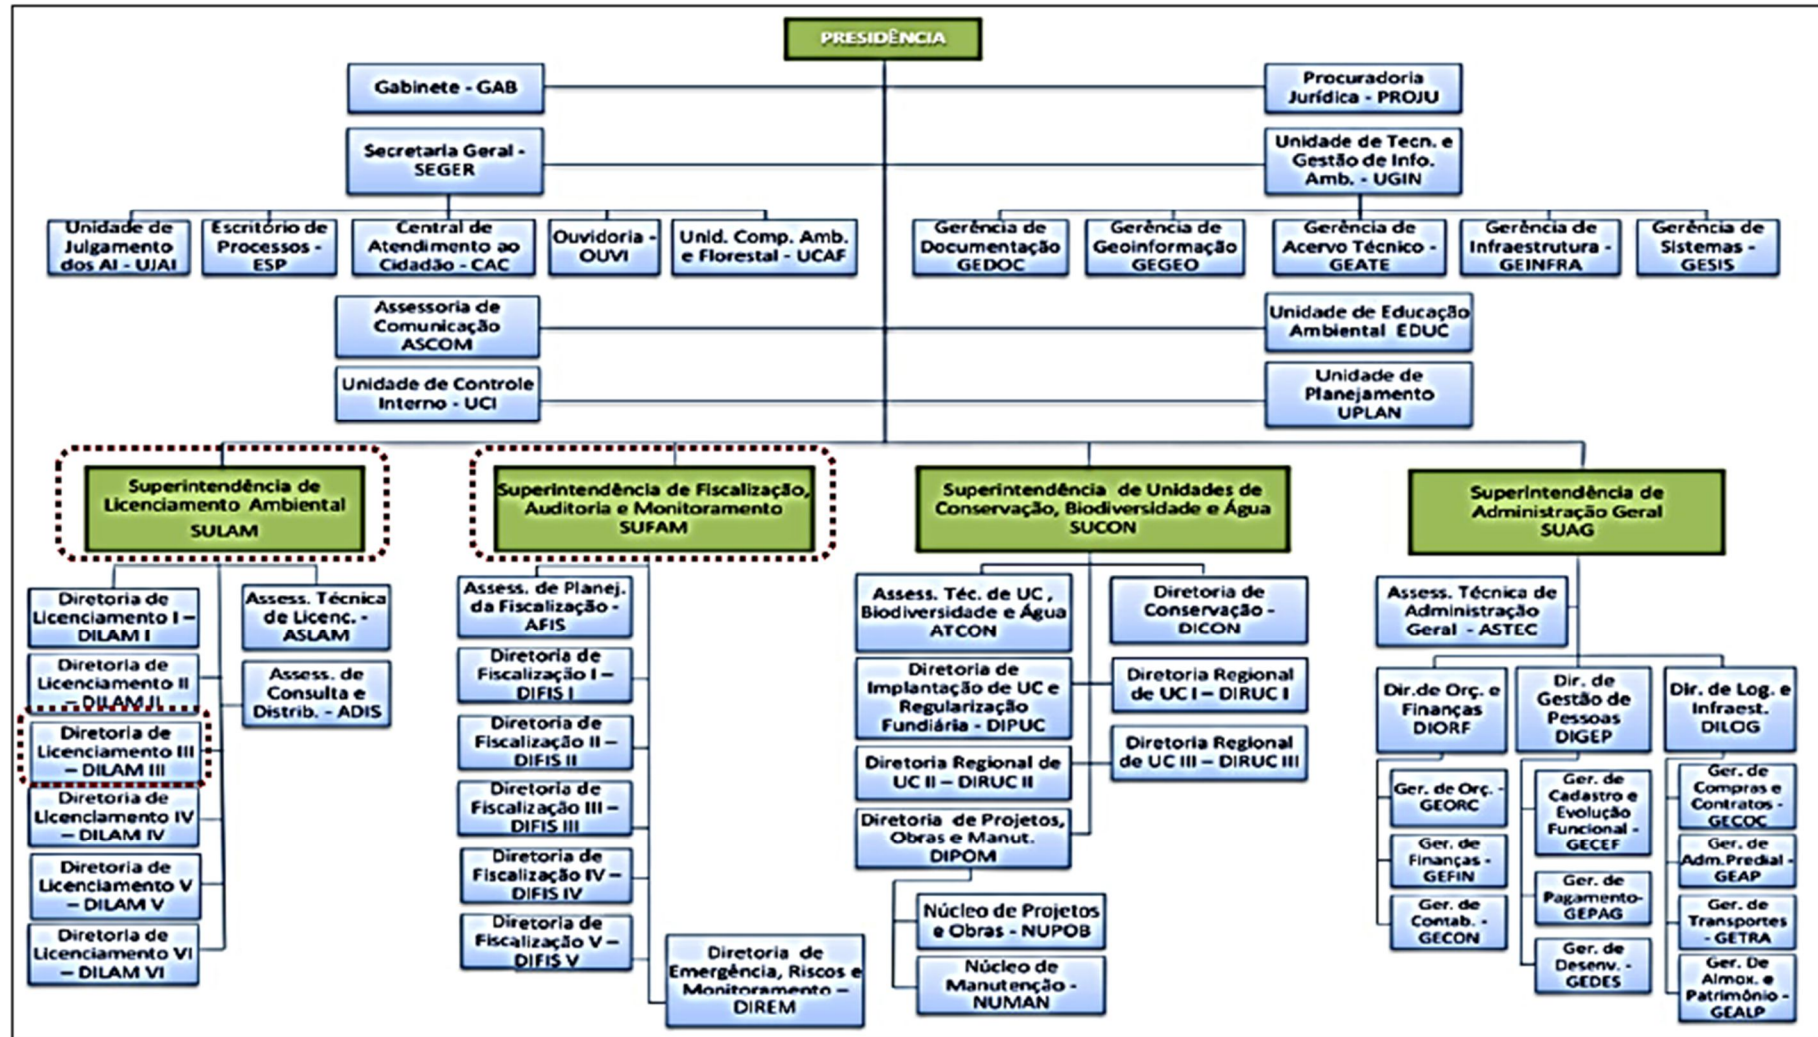 PRESIDÊNCIA
Gabinete - GAB
Procuradoria
Jurídica - PROJU
Secretaria Geral -
SEGER
Unidade de Tecn. e
Gestão de Info.
Amb. - UGIN
Unidade de
Julgamento
dos AI - UJAI
Escritório de
Processos -
ESP
Central de
Atendimento ao
Cidadão - CAC
Ouvidoria -
OUVI
Unid. Comp. Amb.
e Florestal - UCAF
Gerência de
Documentação
GEDOC
Gerência de
Geoinformação
GEGEO
Gerência de
Acervo Técnico -
GEATE
Gerência de
Infraestrutura -
GEINFRA
Gerência de
Sistemas -
GESIS
Assessoria de
Comunicação
ASCOM
Unidade de Educação
Ambiental EDUC
Unidade de Controle
Interno - UCI
Unidade de
Planejamento
UPLAN
Superintendência de
Licenciamento Ambiental
SULAM
Superintendência de Fiscalização,
Auditoria e Monitoramento
SUFAM
Superintendência de Unidades de
Conservação, Biodiversidade e Água
SUCON
Superintendência de
Administração Geral
SUAG
Diretoria de
Licenciamento I –
DILAM I
Assess. Técnica
de Licenc. -
ASLAM
Diretoria de
Licenciamento II
– DILAM II
Assess. de
Consulta e
Distrib. - ADIS
Diretoria de
Licenciamento III
– DILAM III
Diretoria de
Licenciamento IV
– DILAM IV
Diretoria de
Licenciamento V
– DILAM V
Diretoria de
Licenciamento VI
– DILAM VI
Assess. de Planej.
da Fiscalização -
AFIS
Diretoria de
Fiscalização I –
DIFIS I
Diretoria de
Fiscalização II –
DIFIS II
Diretoria de
Fiscalização III –
DIFIS III
Diretoria de
Fiscalização IV –
DIFIS IV
Diretoria de
Fiscalização V –
DIFIS V
Diretoria de
Emergência, Riscos e
Monitoramento –
DIREM
Assess. Téc. de UC ,
Biodiversidade e Água
ATCON
Diretoria de
Conservação -
DICON
Diretoria de
Implantação de UC e
Regularização
Fundiária - DIPUC
Diretoria Regional
de UC I – DIRUC I
Diretoria Regional de
UC II – DIRUC II
Diretoria Regional
de UC III – DIRUC III
Diretoria de Projetos,
Obras e Manut.
DIPOM
Núcleo de Projetos
e Obras - NUPOB
Núcleo de
Manutenção -
NUMAN
Assess. Técnica de
Administração
Geral - ASTEC
Dir.de Orç. e
Finanças
DIORF
Dir. de
Gestão de
Pessoas
DIGEP
Dir. de Log. e
Infraest.
DILOG
Ger. de Orç. -
GEORC
Ger. de
Finanças -
GEFIN
Ger. de
Contab. -
GECON
Ger. de
Cadastro e
Evolução
Funcional -
GECEF
Ger. de
Pagamento-
GEPAG
Ger. de
Desenv. -
GEDES
Ger. de
Compras e
Contratos -
GECOC
Ger. de
Adm.Predial -
GEAP
Ger. de
Transportes
- GETRA
Ger. De
Almox. e
Patrimônio -
GEALP